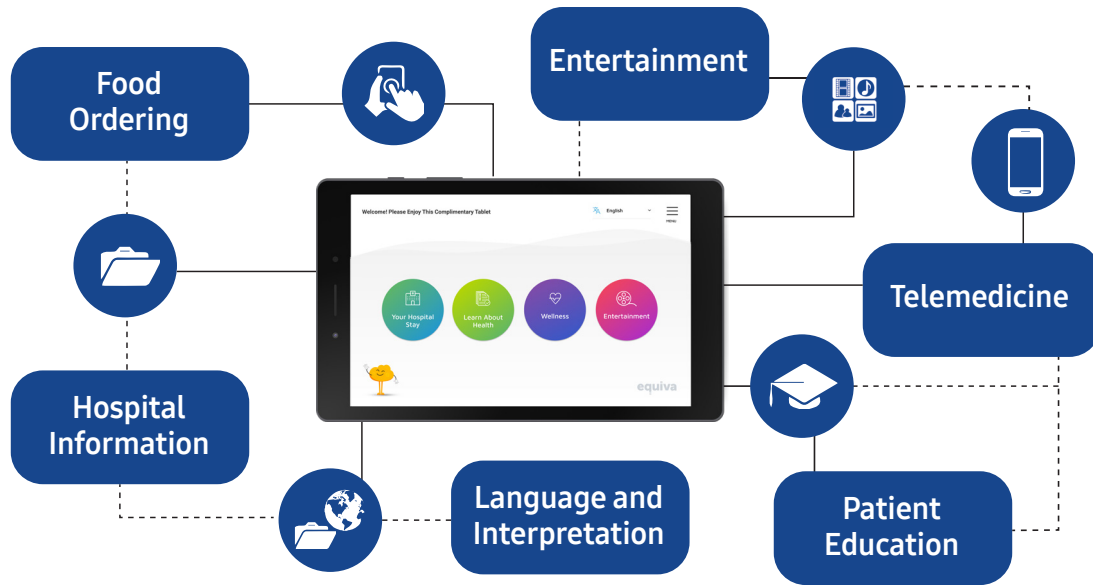 Entertainment
Food
Ordering
Welcome! Please Enjoy This Complimentary Tablet
English
MENU
Telemedicine
Your Hospital
Stay
Learn About
Health
Wellness
Entertainment
equiva
Hospital
Information
Language and
Interpretation
Patient
Education